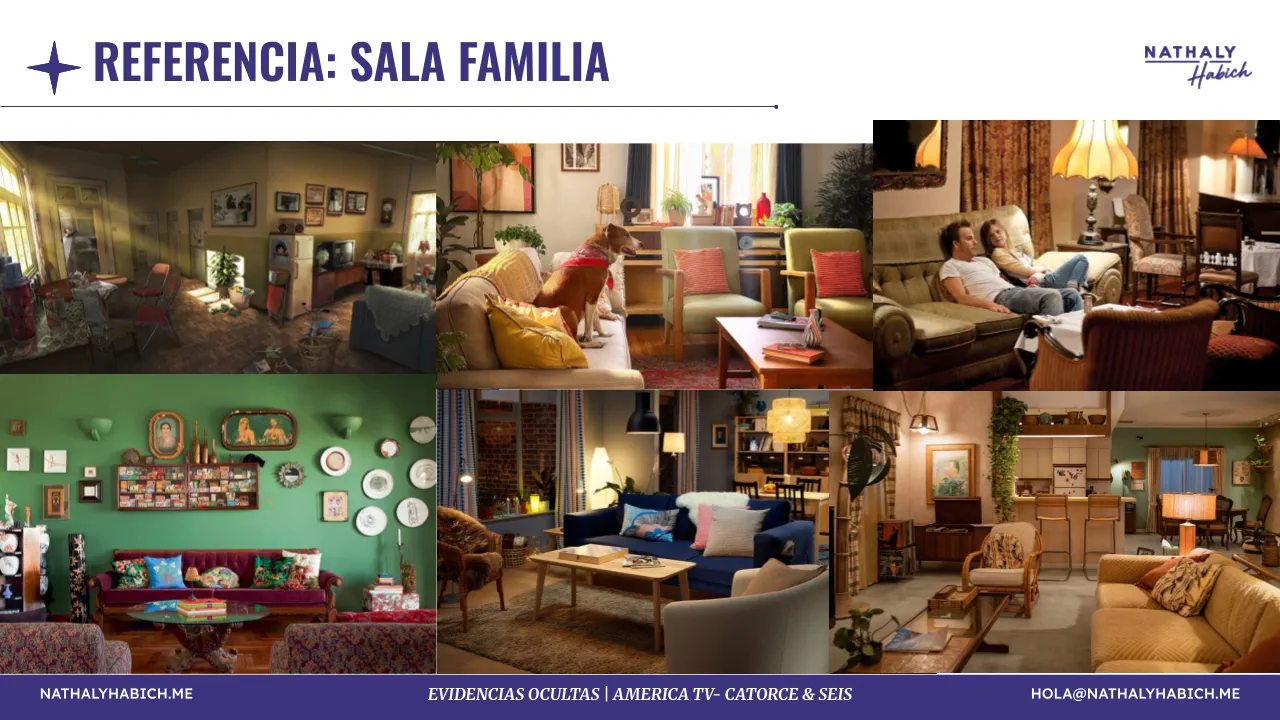 REFERENCIA: SALA FAMILIA
NATHALY
Habich
NATHALYHABICH.ME
EVIDENCIAS OCULTAS | AMERICA TV- CATORCE & SEIS
HOLA@NATHALYHABICH.ME